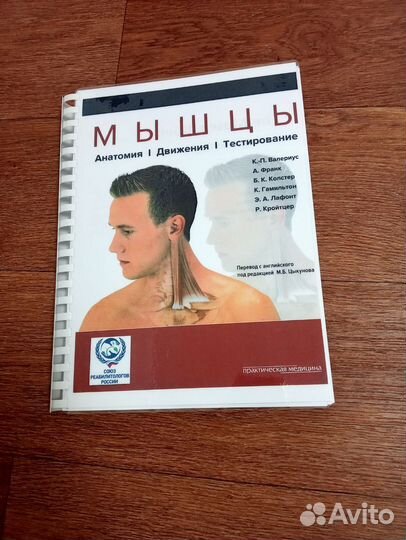 МЫШЦЫ
Анатомия | Движения | Тестирование
К.-П. Валериус
А. Франк
Б. К. Колстер
К. Гамильтон
Э. А. Лафонт
Р. Кройтцер
Перевод с английского
под редакцией М.Б. Цыкунова
СОЮЗ
РЕАБИЛИТОЛОГОВ
РОССИИ
практическая медицина
Avito